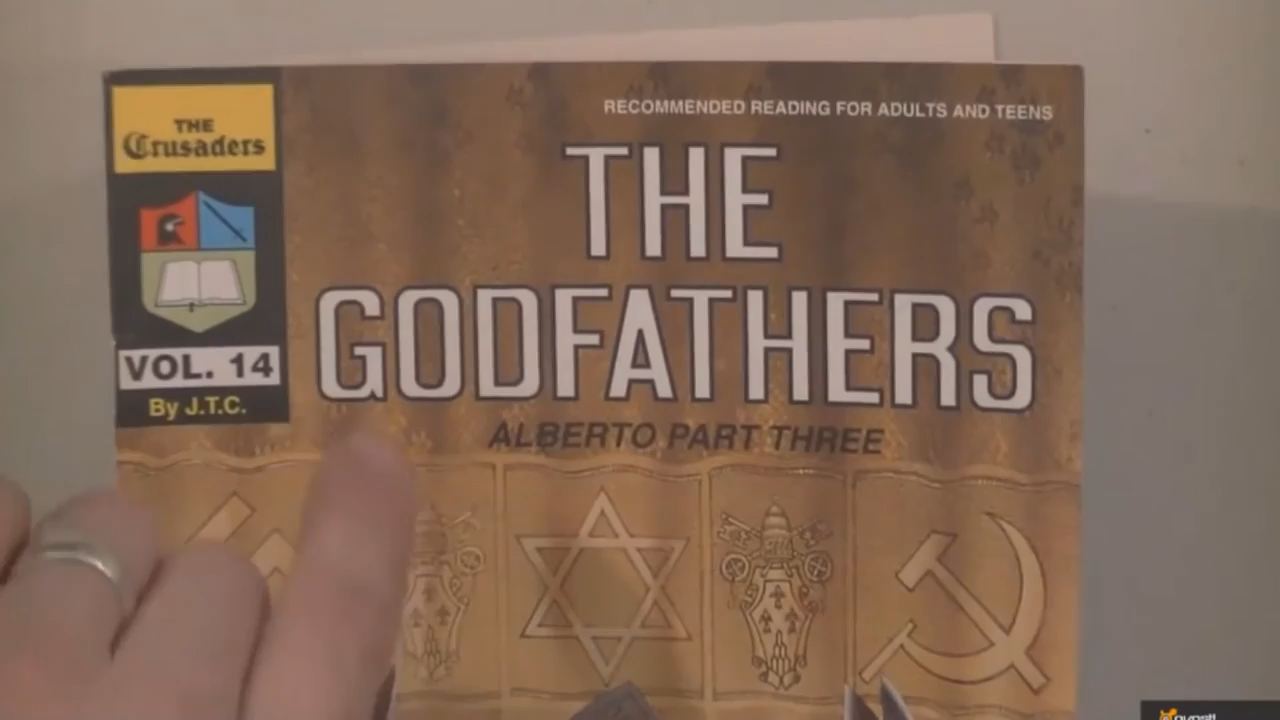 THE
Crusaders
VOL. 14
By J.T.C.
RECOMMENDED READING FOR ADULTS AND TEENS
THE
GODFATHERS
ALBERTO PART THREE